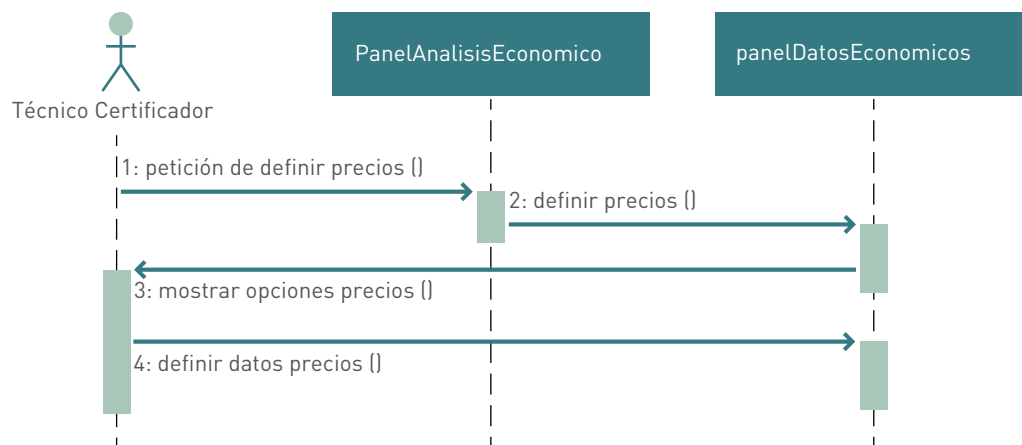 PanelAnalisisEconomico
panelDatosEconomicos
Técnico Certificador
1: petición de definir precios ()
2: definir precios ()
3: mostrar opciones precios ()
4: definir datos precios ()